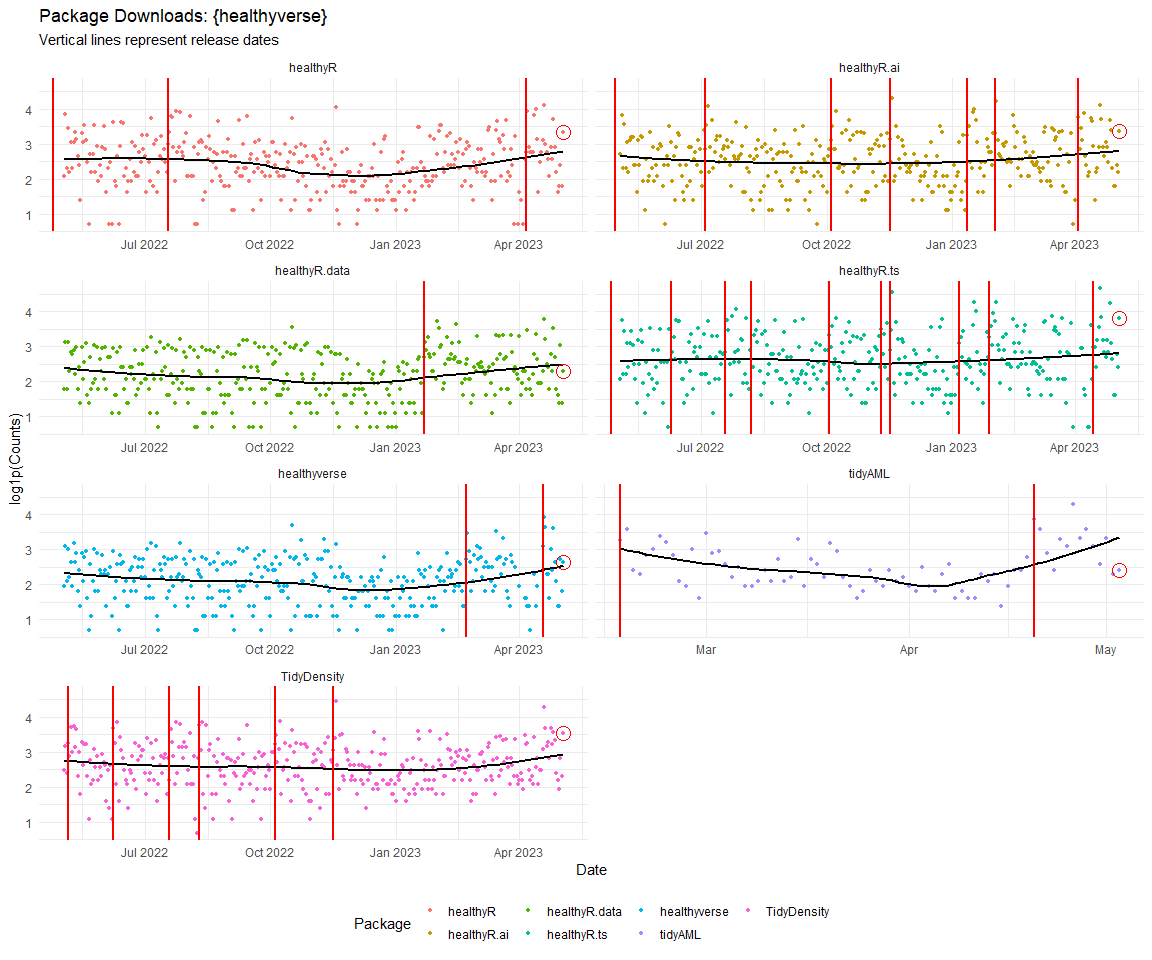 Package Downloads: {healthyverse}
Vertical lines represent release dates
healthyR
healthyR.ai
4
3
2
1
Jul 2022 Oct 2022 Jan 2023 Apr 2023
Jul 2022 Oct 2022 Jan 2023 Apr 2023
healthyR.data
healthyR.ts
4
3
2
1
Jul 2022 Oct 2022 Jan 2023 Apr 2023
Jul 2022 Oct 2022 Jan 2023 Apr 2023
log1p(Counts)
healthyverse
tidyAML
4
3
2
1
Jul 2022 Oct 2022 Jan 2023 Apr 2023
Mar Apr May
TidyDensity
4
3
2
1
Jul 2022 Oct 2022 Jan 2023 Apr 2023
Date
Package
healthyR healthyR.data healthyverse TidyDensity
healthyR.ai healthyR.ts tidyAML